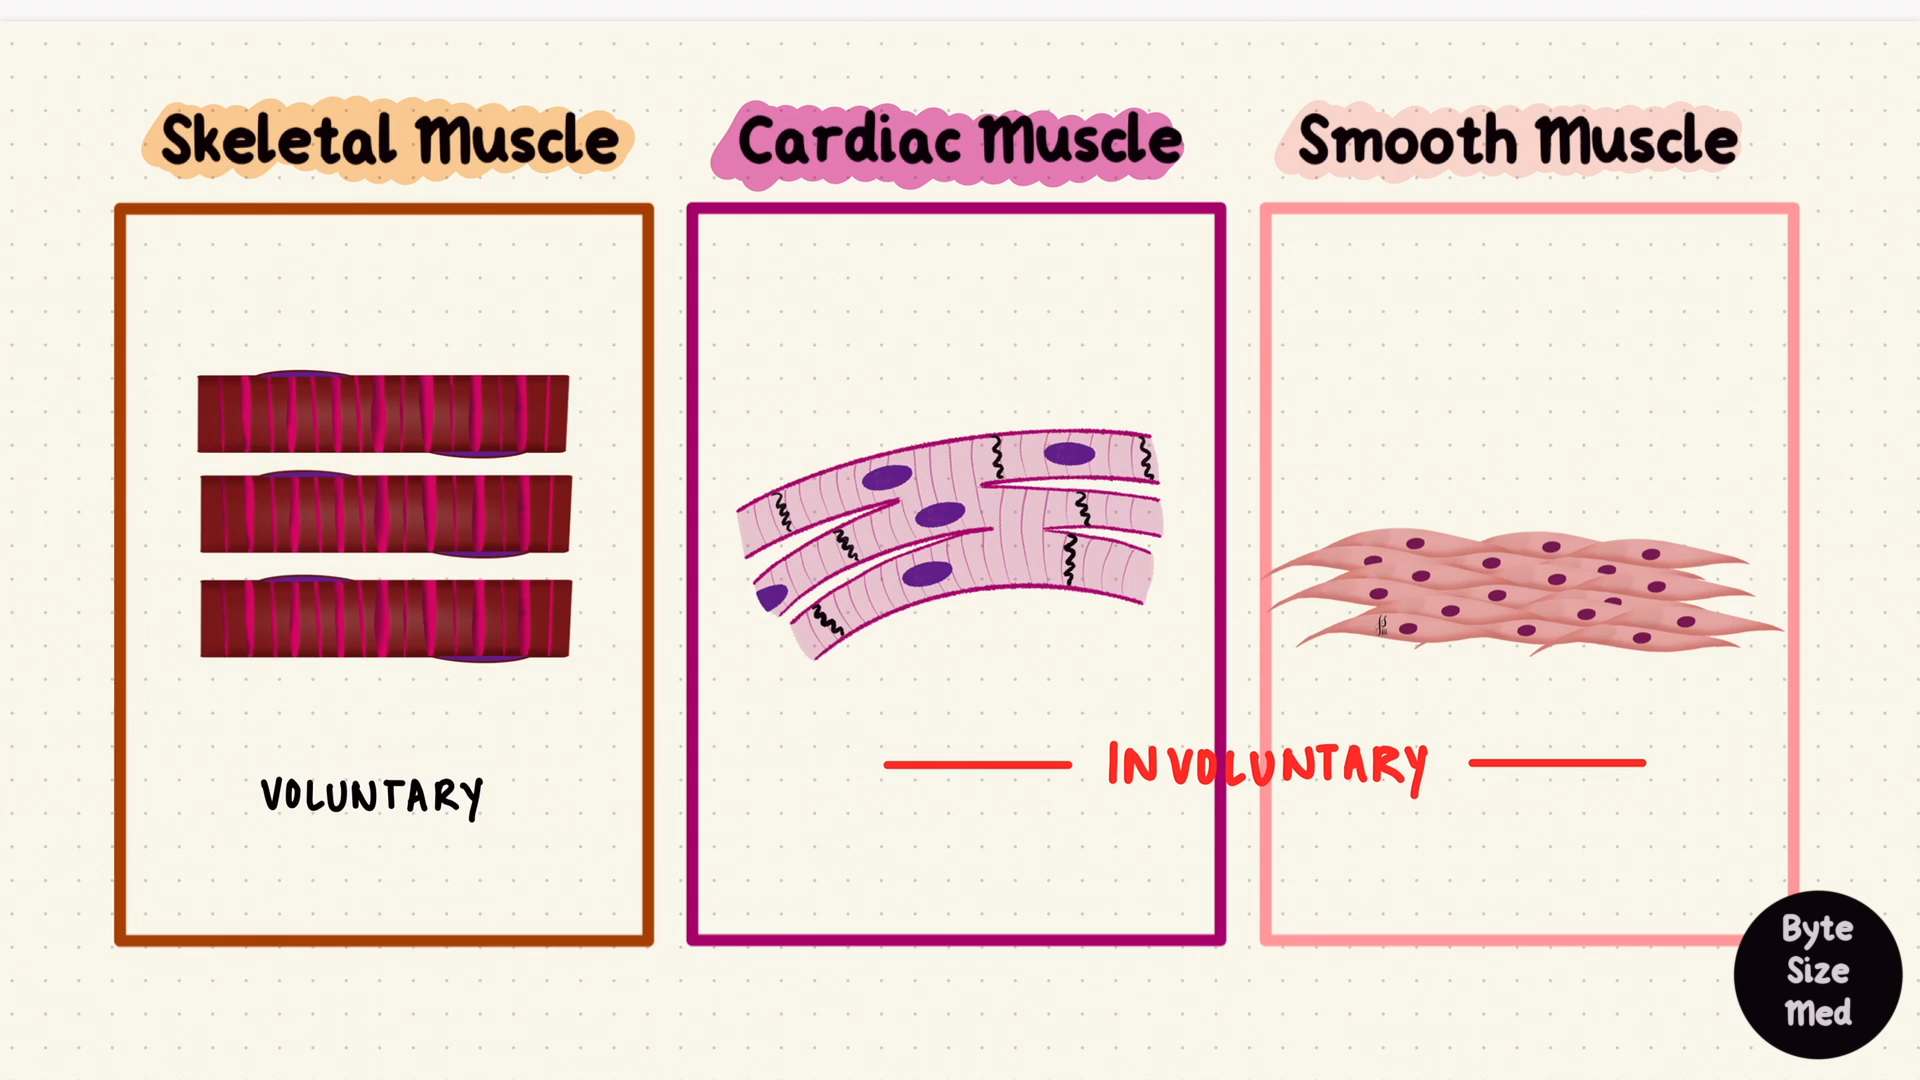 Skeletal Muscle
Cardiac Muscle
Smooth Muscle
VOLUNTARY
INVOLUNTARY
Byte
Size
Med